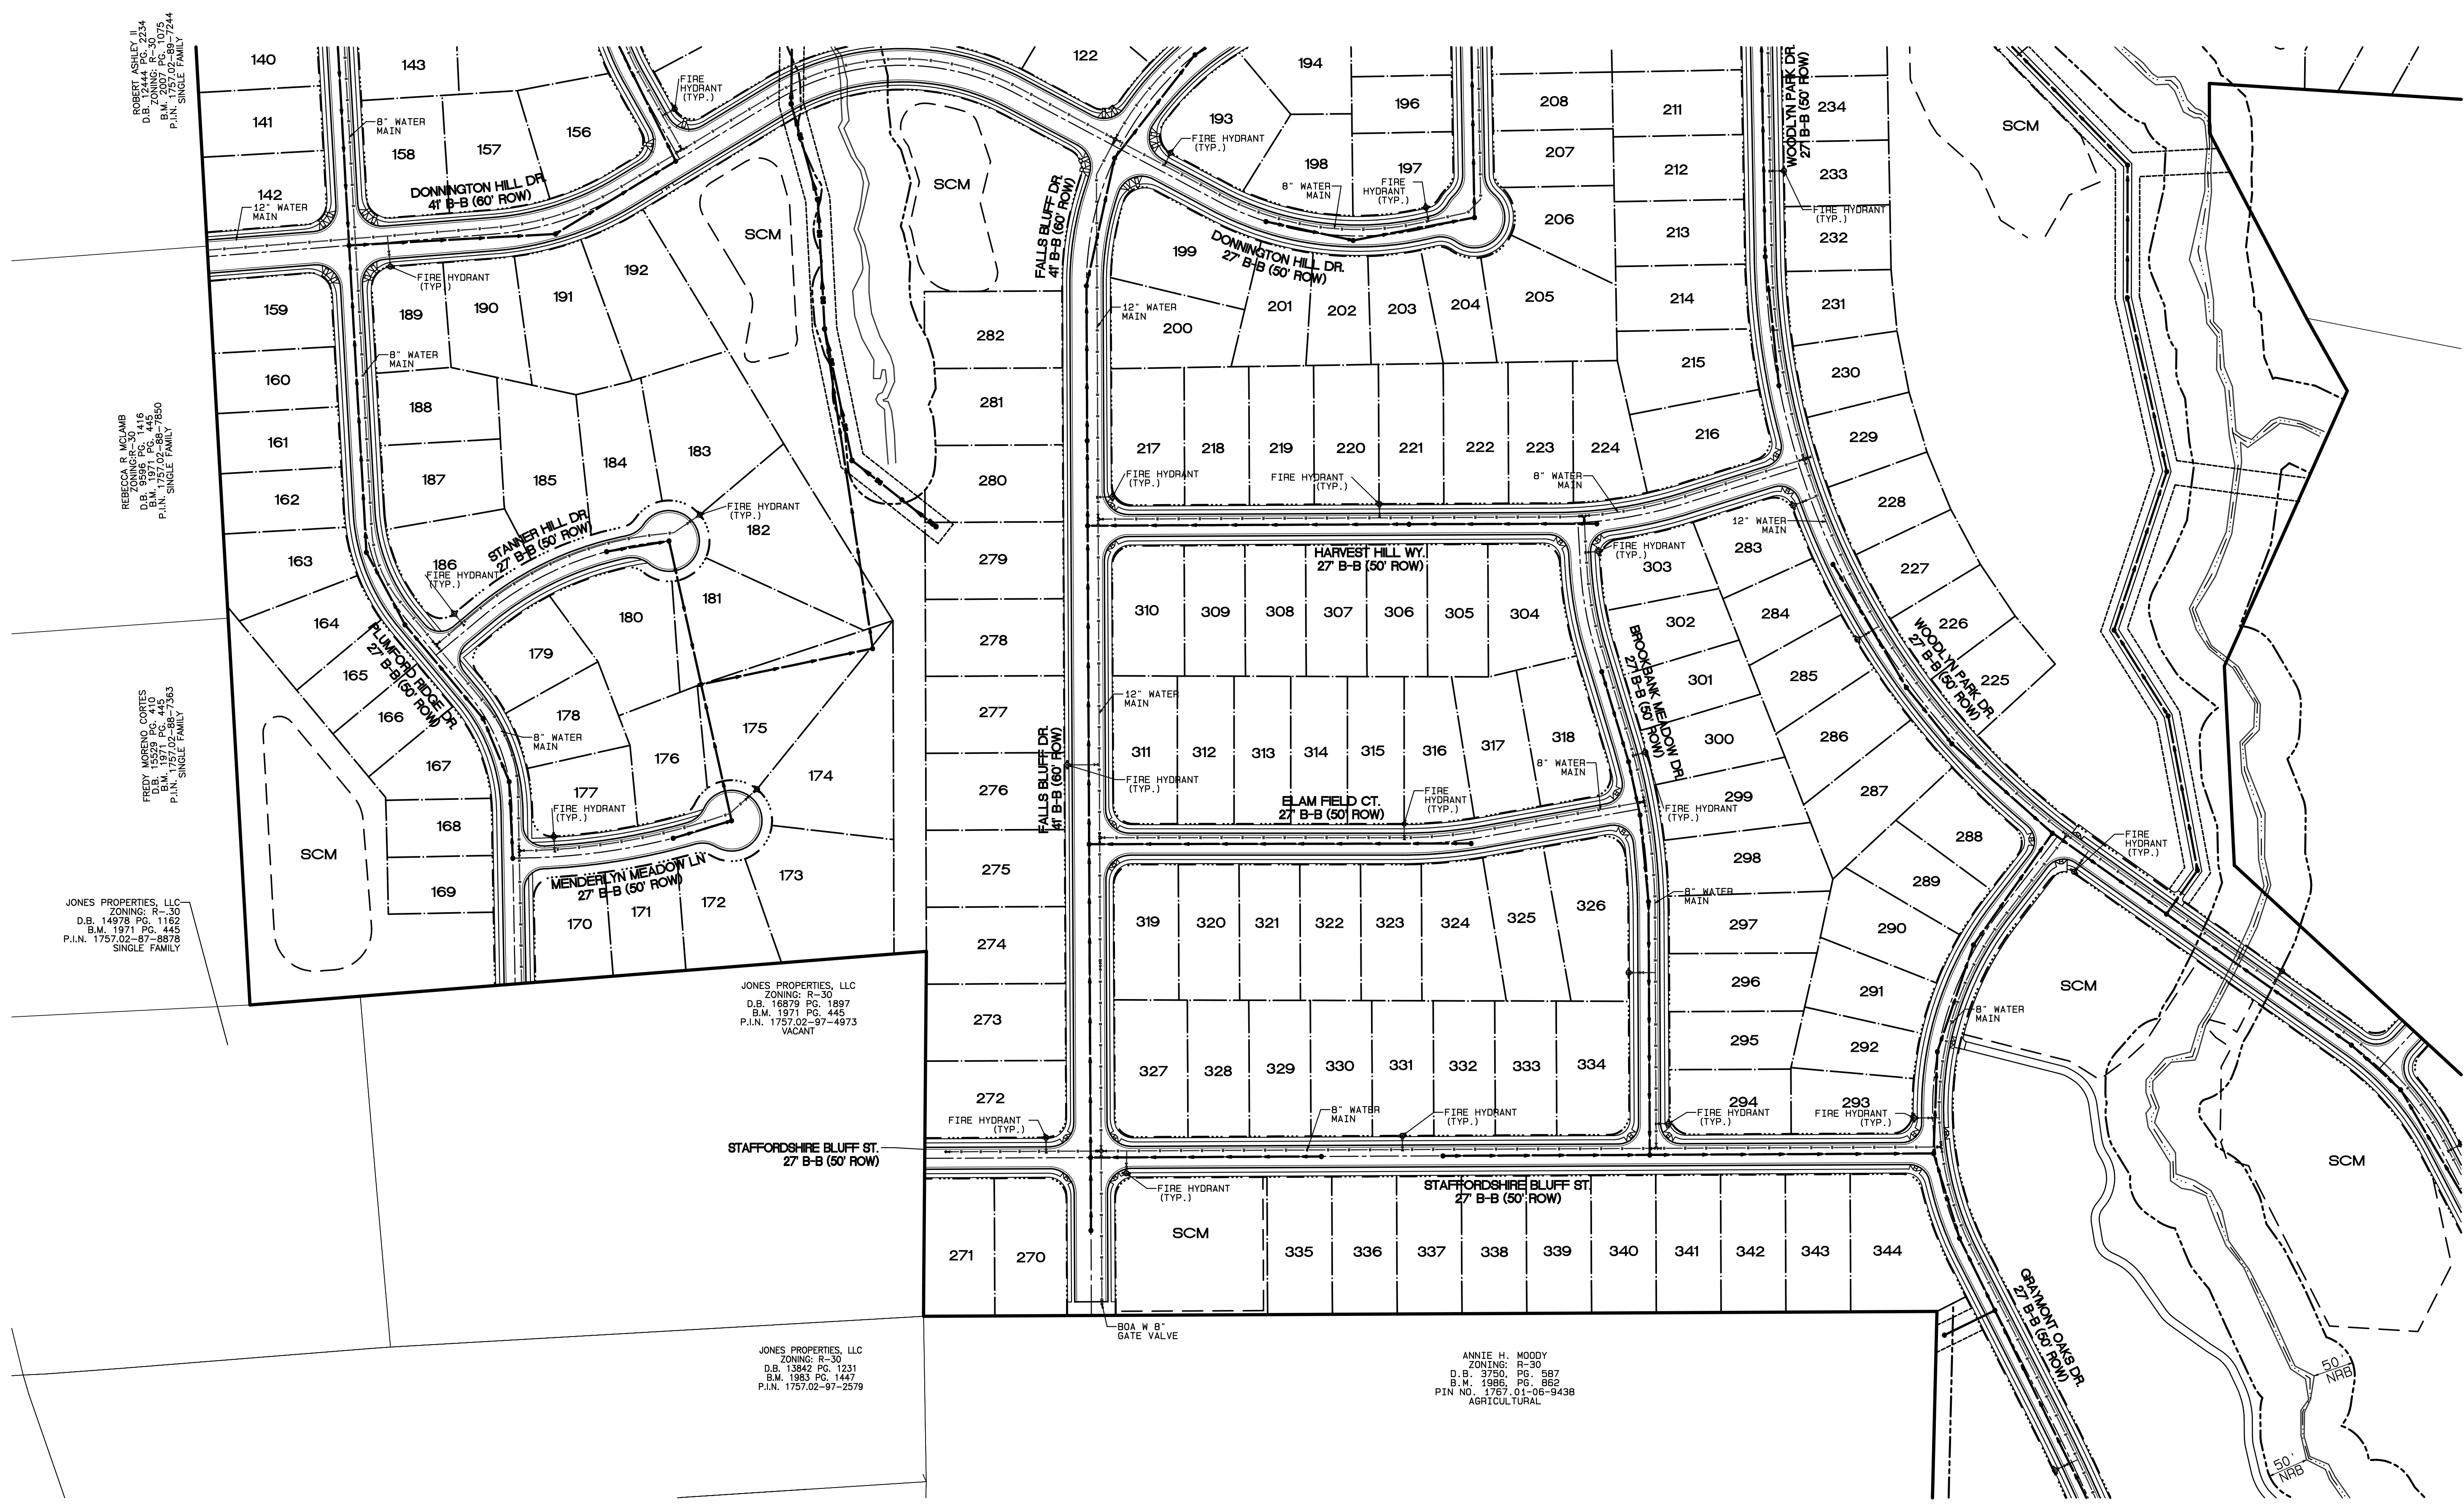 ROBERT ASHLEY II
D.B. 12444 PG. 2234
ZONING: R-30
B.M. 2007 PG. 1075
P.I.N. 1757.02-89-7244
SINGLE FAMILY
REBECCA R MCLAMB
ZONING:R-30
D.B. 9596 PG. 1416
B.M. 1971 PG. 445
P.I.N. 1757.02-88-7850
SINGLE FAMILY
FREDY MORENO CORTES
D.B. 15529 PG. 410
B.M. 1971 PG. 445
P.I.N. 1757.02-88-7363
SINGLE FAMILY
JONES PROPERTIES, LLC
ZONING: R-.30
D.B. 14978 PG. 1162
B.M. 1971 PG. 445
P.I.N. 1757.02-87-8878
SINGLE FAMILY
140
141
142
143
158
157
156
8" WATER
MAIN
12" WATER
MAIN
DONNINGTON HILL DR.
41' B-B (60' ROW)
FIRE
HYDRANT
(TYP.)
FIRE HYDRANT
(TYP.)
159
160
161
162
163
164
165
166
167
168
169
8" WATER
MAIN
189
190
191
192
188
187
186
185
184
183
182
FIRE HYDRANT
(TYP.)
FIRE HYDRANT
(TYP.)
STANNER HILL DR.
27' B-B (50' ROW)
PLUMFORD RIDGE DR.
27' B-B (50' ROW)
181
180
179
178
177
176
175
174
173
172
171
170
8" WATER
MAIN
FIRE HYDRANT
(TYP.)
MENDERLYN MEADOW LN
27' B-B (50' ROW)
SCM
SCM
SCM
JONES PROPERTIES, LLC
ZONING: R-30
D.B. 16879 PG. 1897
B.M. 1971 PG. 445
P.I.N. 1757.02-97-4973
VACANT
122
FALLS BLUFF DR.
41' B-B (60' ROW)
282
281
280
279
278
277
276
275
274
273
272
FIRE HYDRANT
(TYP.)
12" WATER
MAIN
12" WATER
MAIN
FALLS BLUFF DR.
41' B-B (60' ROW)
FIRE HYDRANT
(TYP.)
193
194
196
197
198
FIRE HYDRANT
(TYP.)
8" WATER
MAIN
FIRE
HYDRANT
(TYP.)
DONNINGTON HILL DR.
27' B-B (50' ROW)
199
200
201
202
203
204
205
206
207
208
211
212
213
214
215
216
217
218
219
220
221
222
223
224
FIRE HYDRANT
(TYP.)
FIRE HYDRANT
(TYP.)
8" WATER
MAIN
HARVEST HILL WY.
27' B-B (50' ROW)
WOODLYN PARK DR.
27' B-B (50' ROW)
234
233
232
231
230
229
228
227
226
225
FIRE HYDRANT
(TYP.)
12" WATER
MAIN
FIRE HYDRANT
(TYP.)
310
309
308
307
306
305
304
311
312
313
314
315
316
317
318
8" WATER
MAIN
FIRE
HYDRANT
(TYP.)
ELAM FIELD CT.
27' B-B (50' ROW)
BROOKBANK MEADOW DR.
27' B-B (50' ROW)
303
302
301
300
299
298
297
296
295
294
293
283
284
285
286
287
288
289
290
291
292
FIRE HYDRANT
(TYP.)
8" WATER
MAIN
WOODLYN PARK DR.
27' B-B (50' ROW)
FIRE
HYDRANT
(TYP.)
8" WATER
MAIN
FIRE HYDRANT
(TYP.)
FIRE HYDRANT
(TYP.)
319
320
321
322
323
324
325
326
327
328
329
330
331
332
333
334
8" WATER
MAIN
FIRE HYDRANT
(TYP.)
STAFFORDSHIRE BLUFF ST.
27' B-B (50' ROW)
STAFFORDSHIRE BLUFF ST.
27' B-B (50' ROW)
FIRE HYDRANT
(TYP.)
271
270
SCM
335
336
337
338
339
340
341
342
343
344
BOA W 8"
GATE VALVE
JONES PROPERTIES, LLC
ZONING: R-30
D.B. 13842 PG. 1231
B.M. 1983 PG. 1447
P.I.N. 1757.02-97-2579
ANNIE H. MOODY
ZONING: R-30
D.B. 3750, PG. 587
B.M. 1986, PG. 862
PIN NO. 1767.01-06-9438
AGRICULTURAL
SCM
SCM
SCM
GRAYMONT OAKS DR.
27' B-B (50' ROW)
50'
NRB
50'
NRB